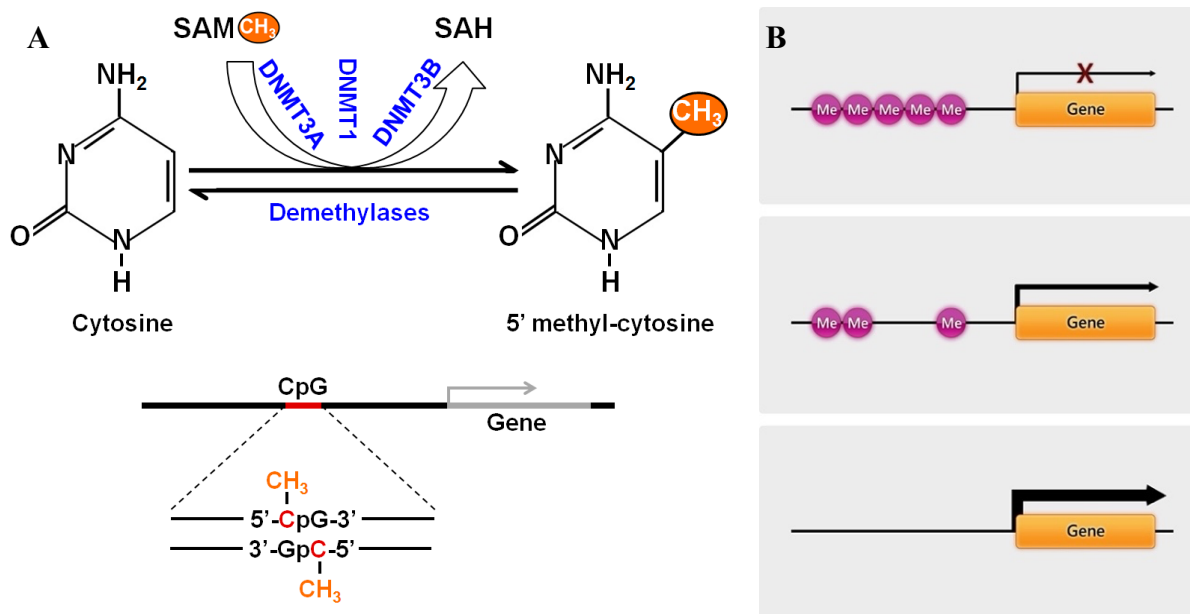 A
SAM CH₃
SAH
DNMT3A
DNMT1
DNMT3B
NH₂
N
O
N
H
Cytosine
Demethylases
NH₂
CH₃
N
O
N
H
5’ methyl-cytosine
CpG
Gene
CH₃
5’-CpG-3’
3’-GpC-5’
CH₃
B
X
Me Me Me Me Me
Gene
Me Me Me
Gene
Gene